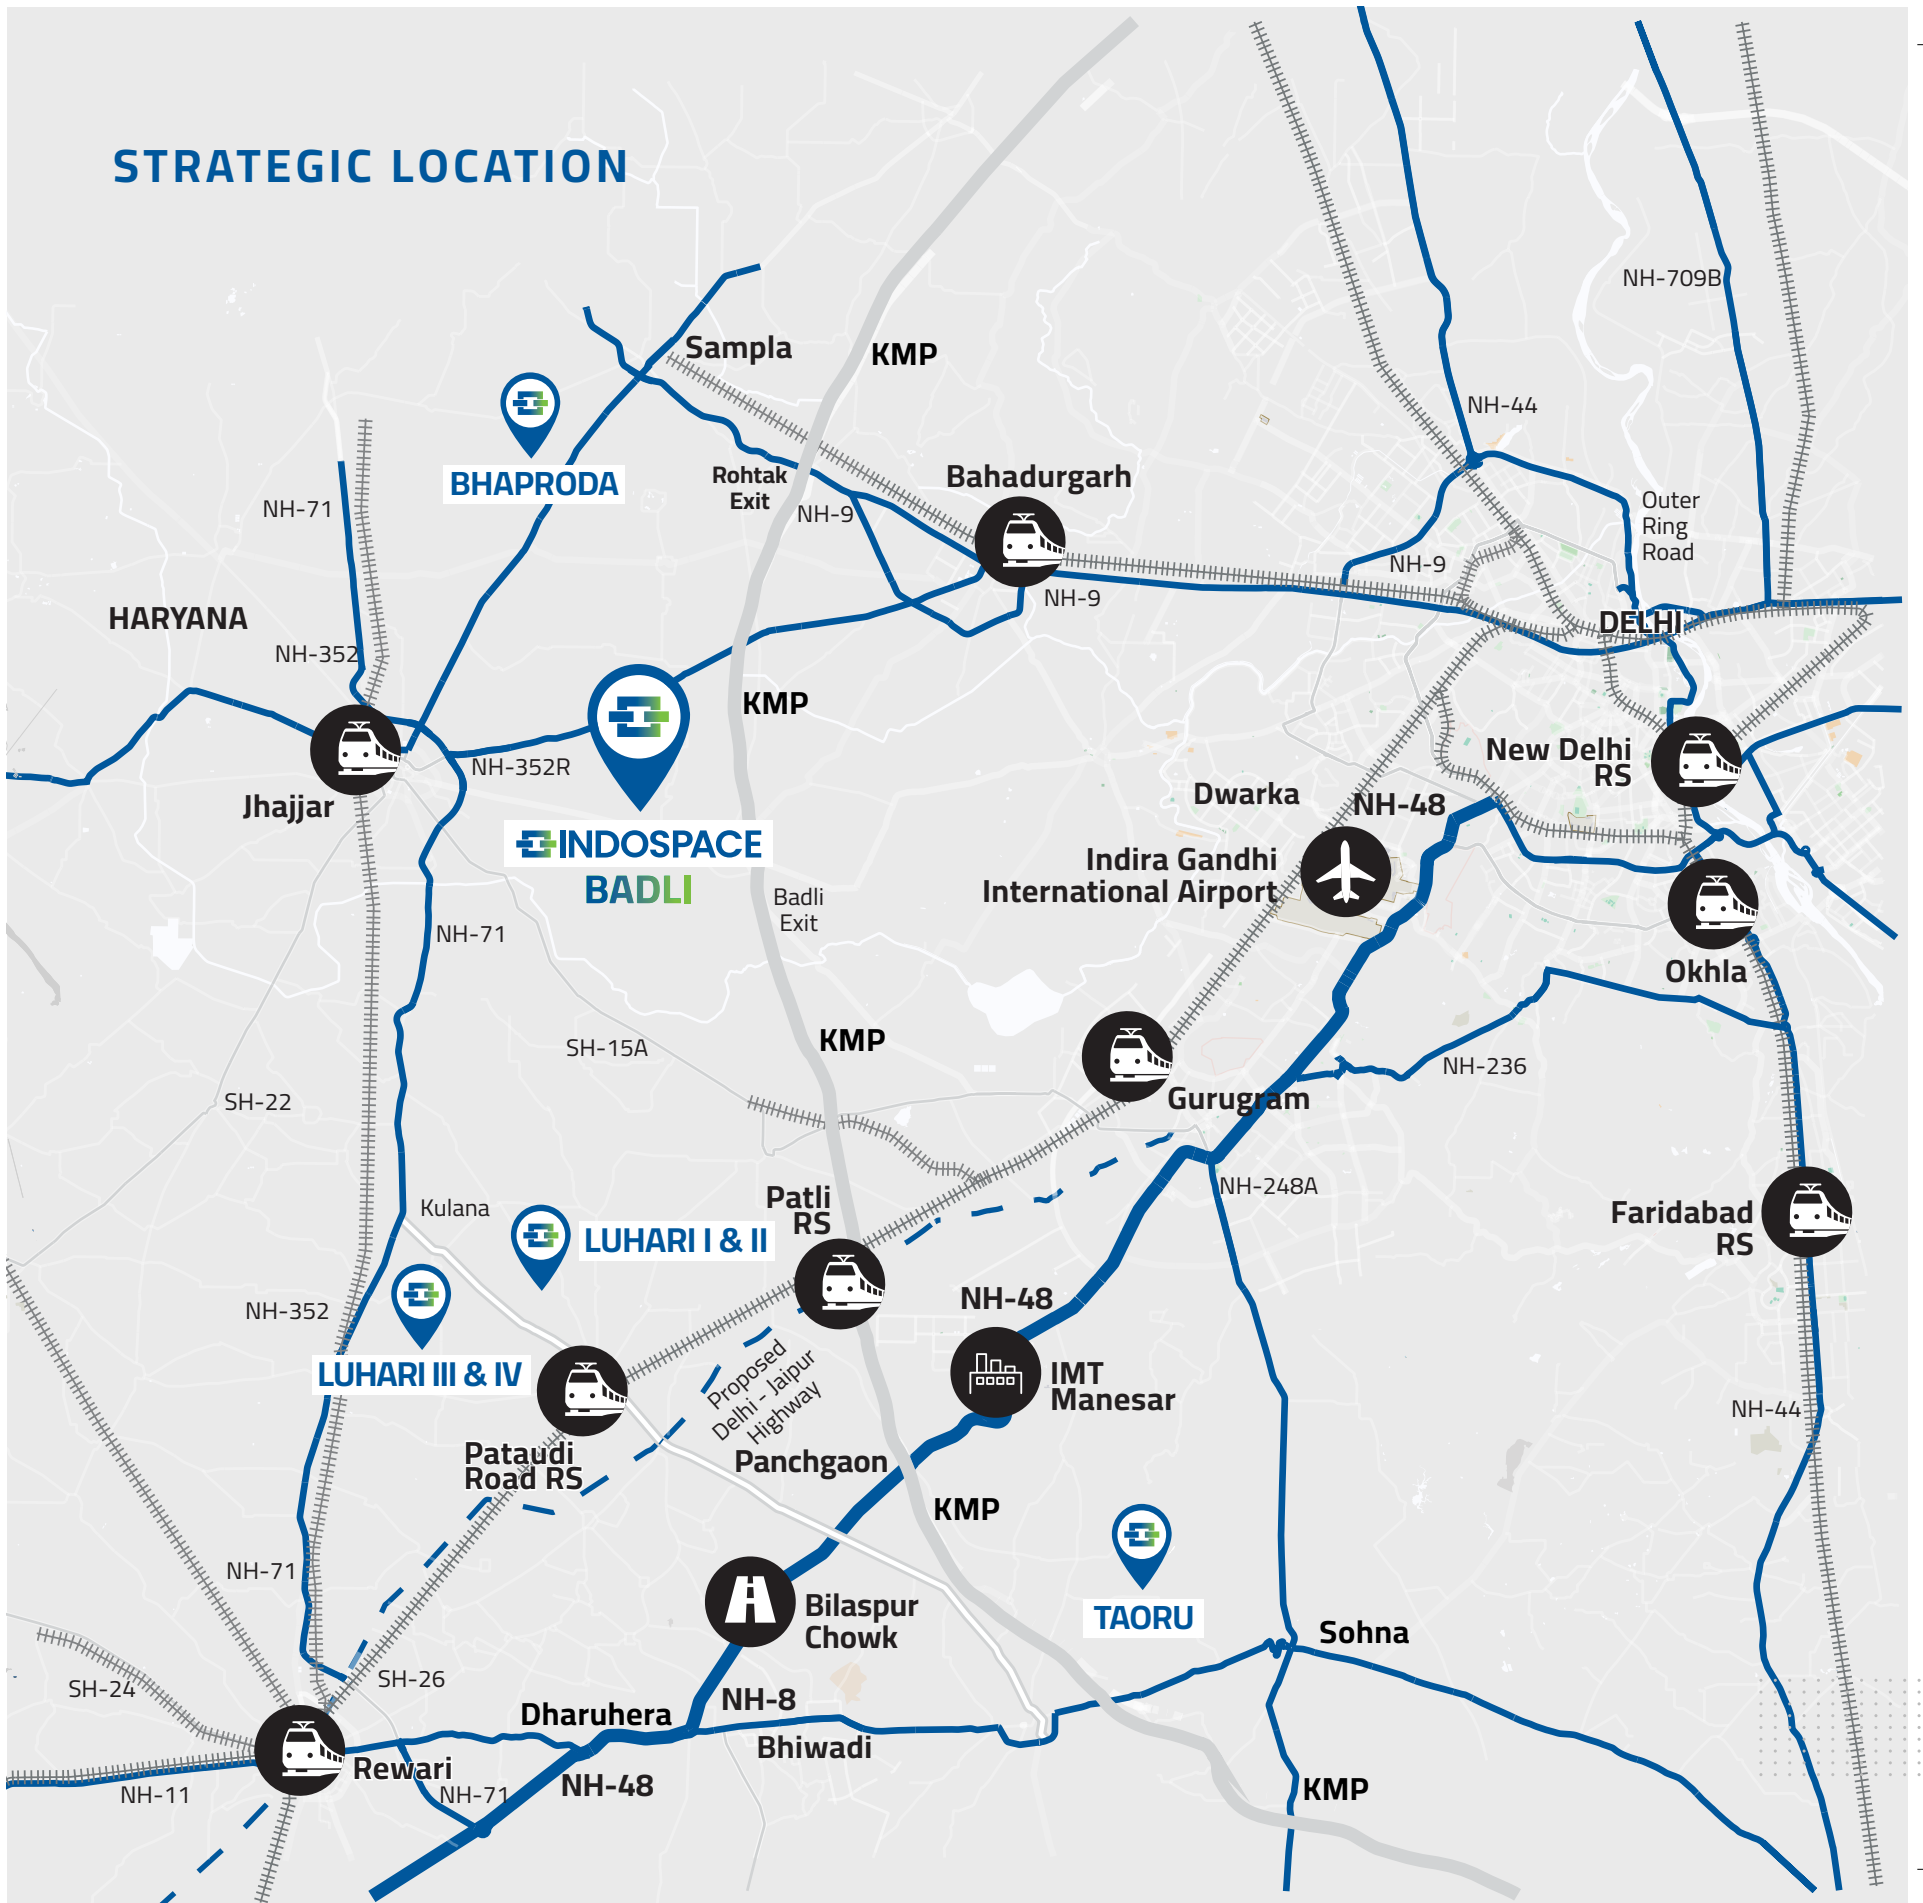 STRATEGIC LOCATION
NH-709B
Sampla
KMP
NH-44
BHAPRODA
Rohtak
Exit
Bahadurgarh
NH-71
NH-9
Outer
Ring
Road
NH-9
NH-9
HARYANA
DELHI
NH-352
KMP
New Delhi
RS
NH-352R
Jhajjar
Dwarka
NH-48
INDOSPACE
BADLI
Indira Gandhi
International Airport
Badli
Exit
NH-71
Okhla
SH-15A
KMP
NH-236
SH-22
Gurugram
NH-248A
Patli
RS
Kulana
Faridabad
RS
LUHARI I & II
NH-352
NH-48
LUHARI III & IV
Proposed
Delhi - Jaipur
Highway
IMT
Manesar
NH-44
Pataudi
Road RS
Panchgaon
KMP
NH-71
Bilaspur
Chowk
TAORU
Sohna
SH-24
SH-26
Dharuhera
NH-8
Bhiwadi
Rewari
NH-11
NH-71
NH-48
KMP